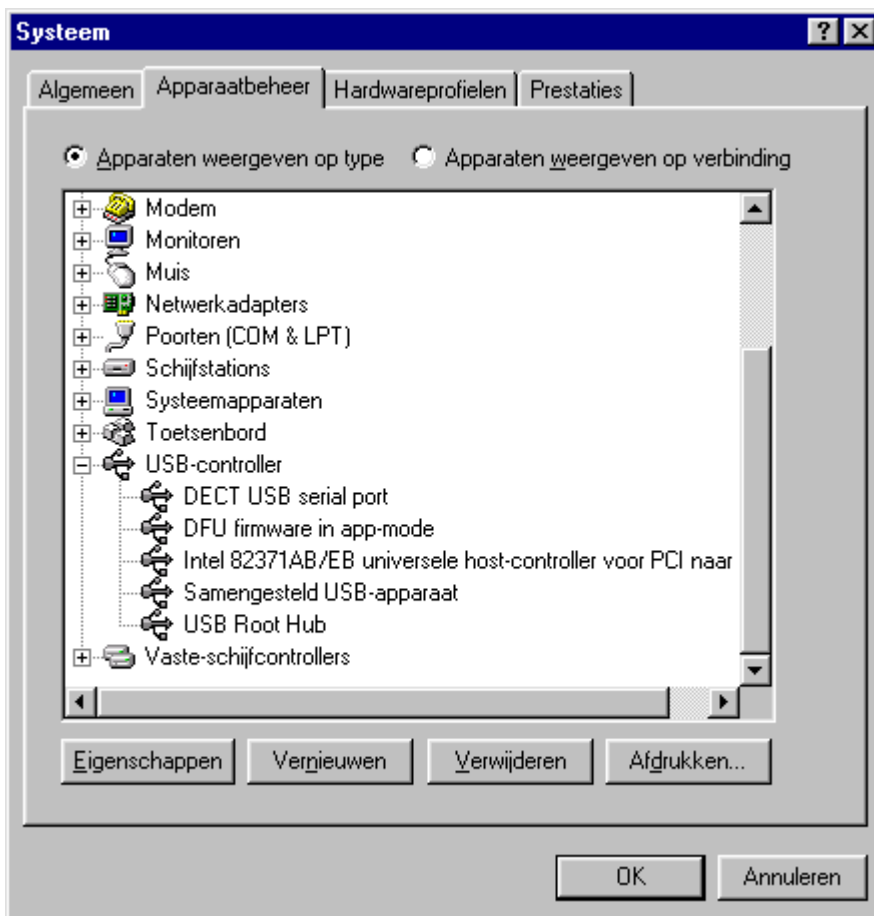 Systeem
Algemeen Apparaatbeheer Hardwareprofielen Prestaties
Apparaten weergeven op type Apparaten weergeven op verbinding
Modem
Monitoren
Muis
Netwerkadapters
Poorten (COM & LPT)
Schijfstations
Systeemapparaten
Toetsenbord
USB-controller
DECT USB serial port
DFU firmware in app-mode
Intel 82371AB/EB universele host-controller voor PCI naar
Samengesteld USB-apparaat
USB Root Hub
Vaste-schijfcontrollers
Eigenschappen Vernieuwen Verwijderen Afdrukken...
OK Annuleren